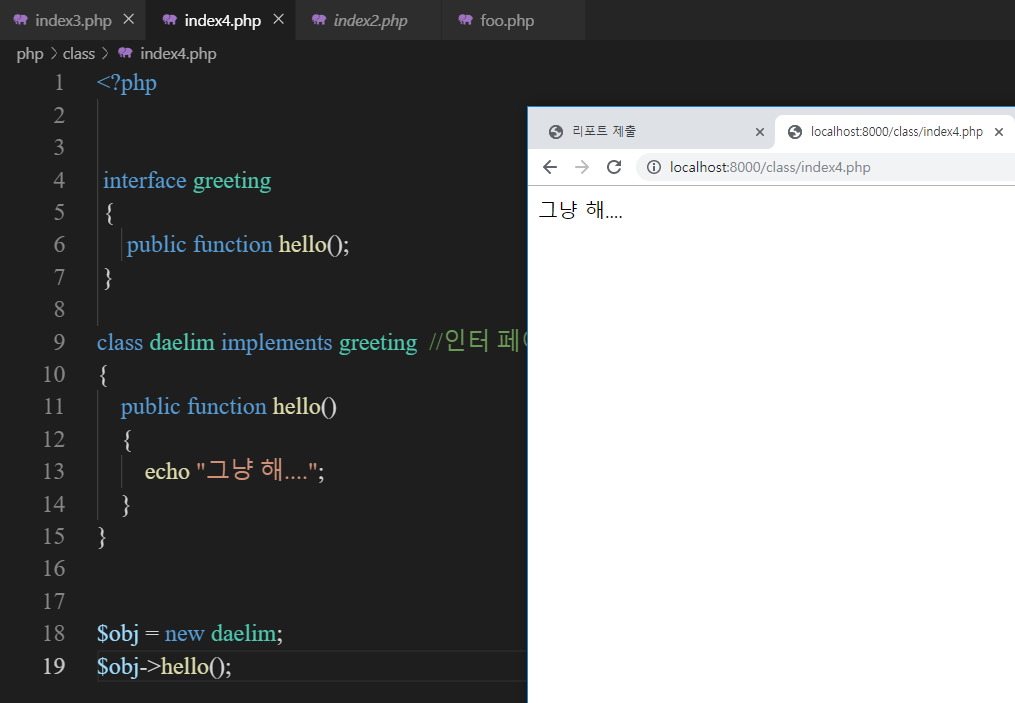 index3.php index4.php index2.php foo.php
php class index4.php
1 <?php
2
3
4 interface greeting
5 {
6 public function hello();
7 }
8
9 class daelim implements greeting //인터
10 {
11 public function hello()
12 {
13 echo "그냥 해....";
14 }
15 }
16
17
18 $obj = new daelim;
19 $obj->hello();
리포트 제출 localhost:8000/class/index4.php
localhost:8000/class/index4.php
그냥 해....